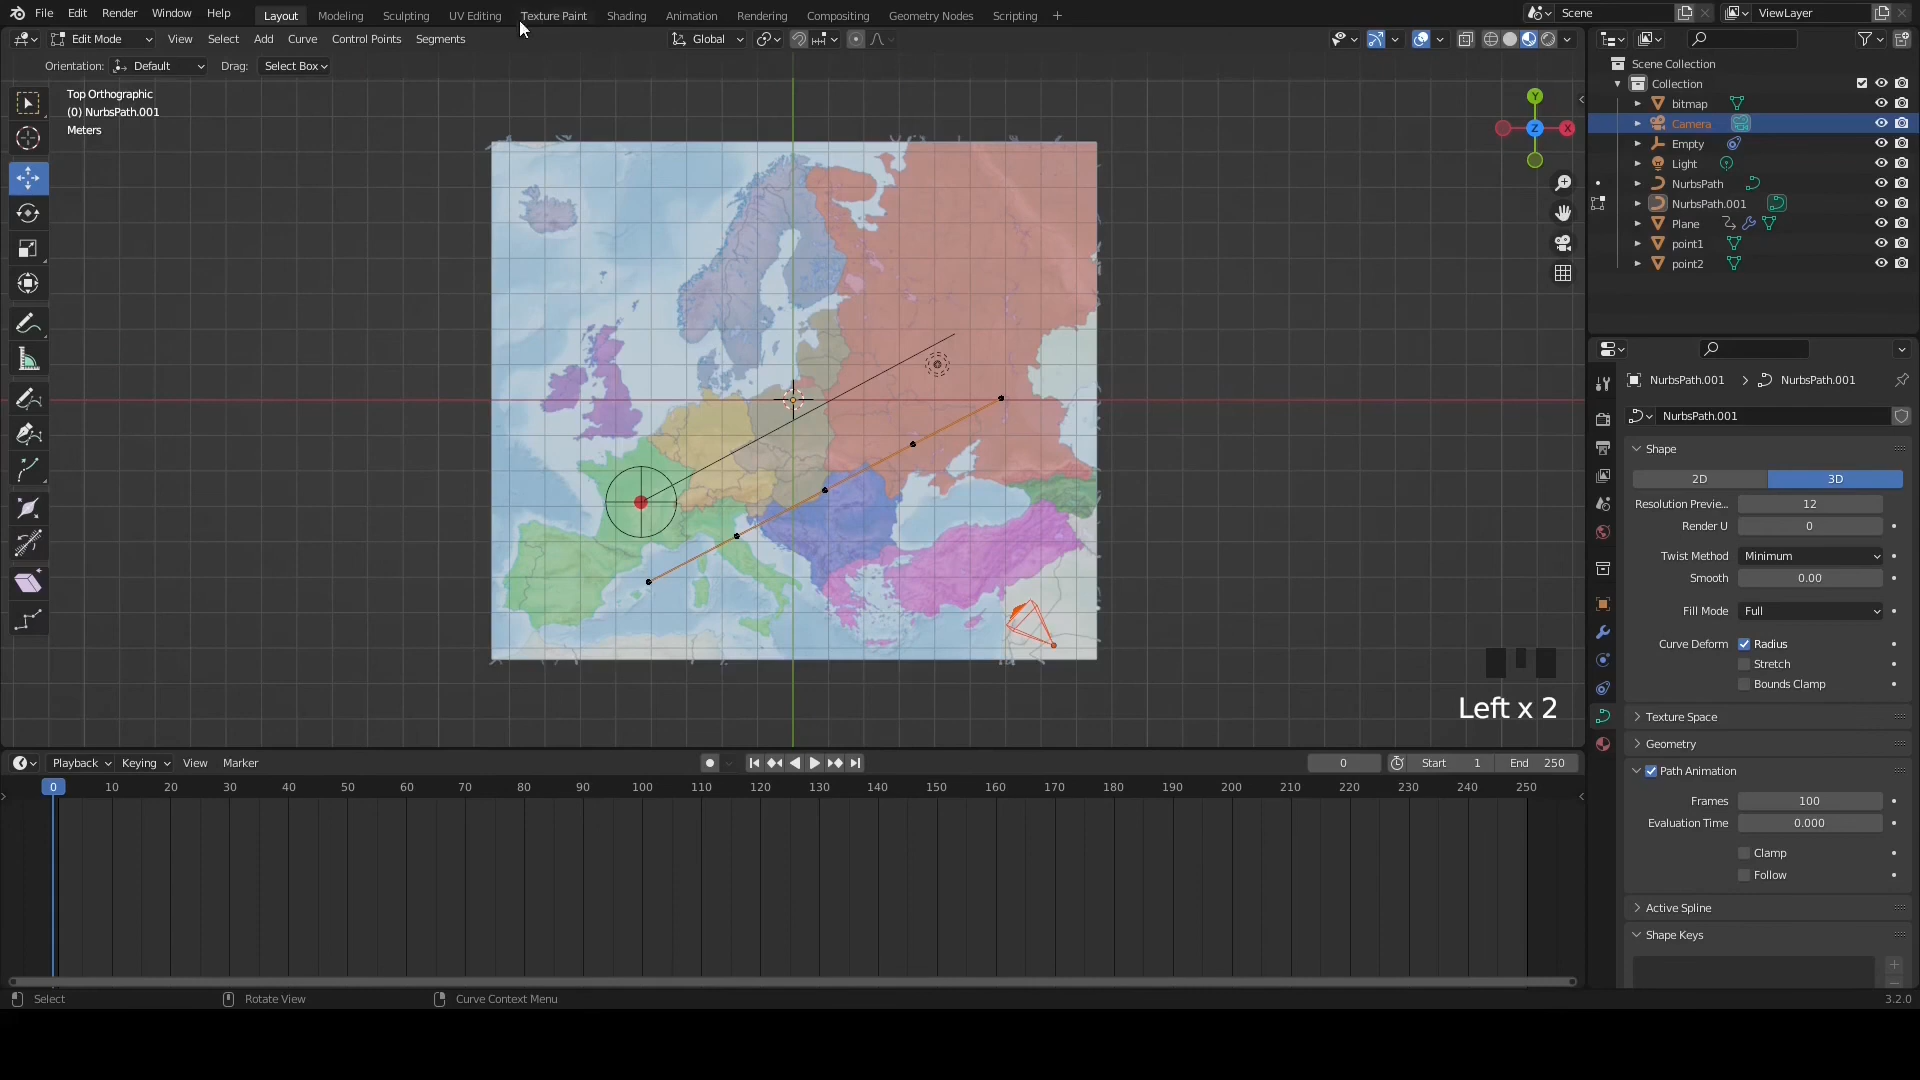 File Edit Render Window Help Layout Modeling Sculpting UV Editing Texture Paint Shading Animation Rendering Compositing Geometry Nodes Scripting + Scene ViewLayer
Edit Mode View Select Add Curve Control Points Segments Global
Orientation: Default Drag: Select Box
Top Orthographic
(0) NurbsPath.001
Meters
Y
Z
X
Left x 2
Scene Collection
Collection
bitmap
Camera
Empty
Light
NurbsPath
NurbsPath.001
Plane
point1
point2
NurbsPath.001 NurbsPath.001
NurbsPath.001
Shape
2D 3D
Resolution Previe... 12
Render U 0
Twist Method Minimum
Smooth 0.00
Fill Mode Full
Curve Deform Radius
Stretch
Bounds Clamp
Texture Space
Geometry
Path Animation
Frames 100
Evaluation Time 0.000
Clamp
Follow
Active Spline
Shape Keys
Playback Keying View Marker 0 Start 1 End 250
0 10 20 30 40 50 60 70 80 90 100 110 120 130 140 150 160 170 180 190 200 210 220 230 240 250
Select Rotate View Curve Context Menu 3.2.0